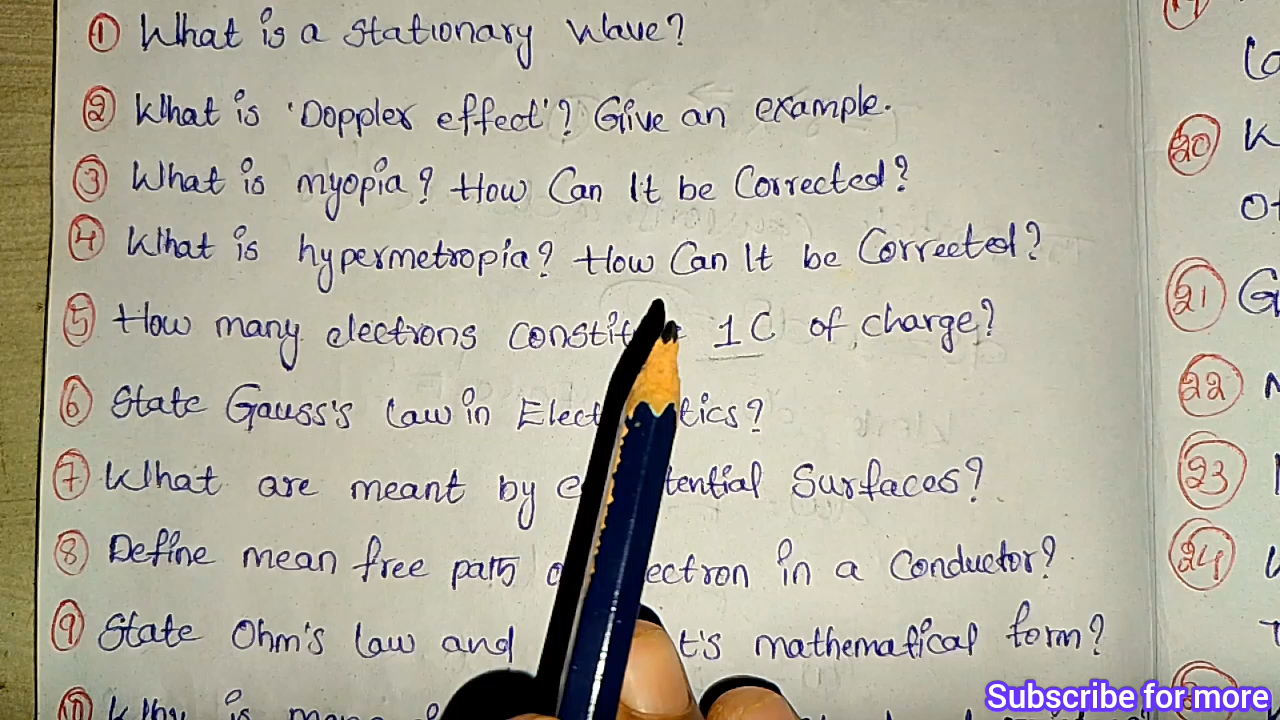 ① What is a stationary wave?
② What is 'Doppler effect'? Give an example.
③ What is myopia? How Can It be Corrected?
④ What is hypermetropia? How Can It be Corrected?
⑤ How many electrons 1C of charge?
⑥ State Gauss's law in
⑦ What are meant by Surfaces?
⑧ Define mean free path in a Conductor?
⑨ State Ohm's law and mathematical form?
⑩ Why is
20
21
22
23
24
Subscribe for more